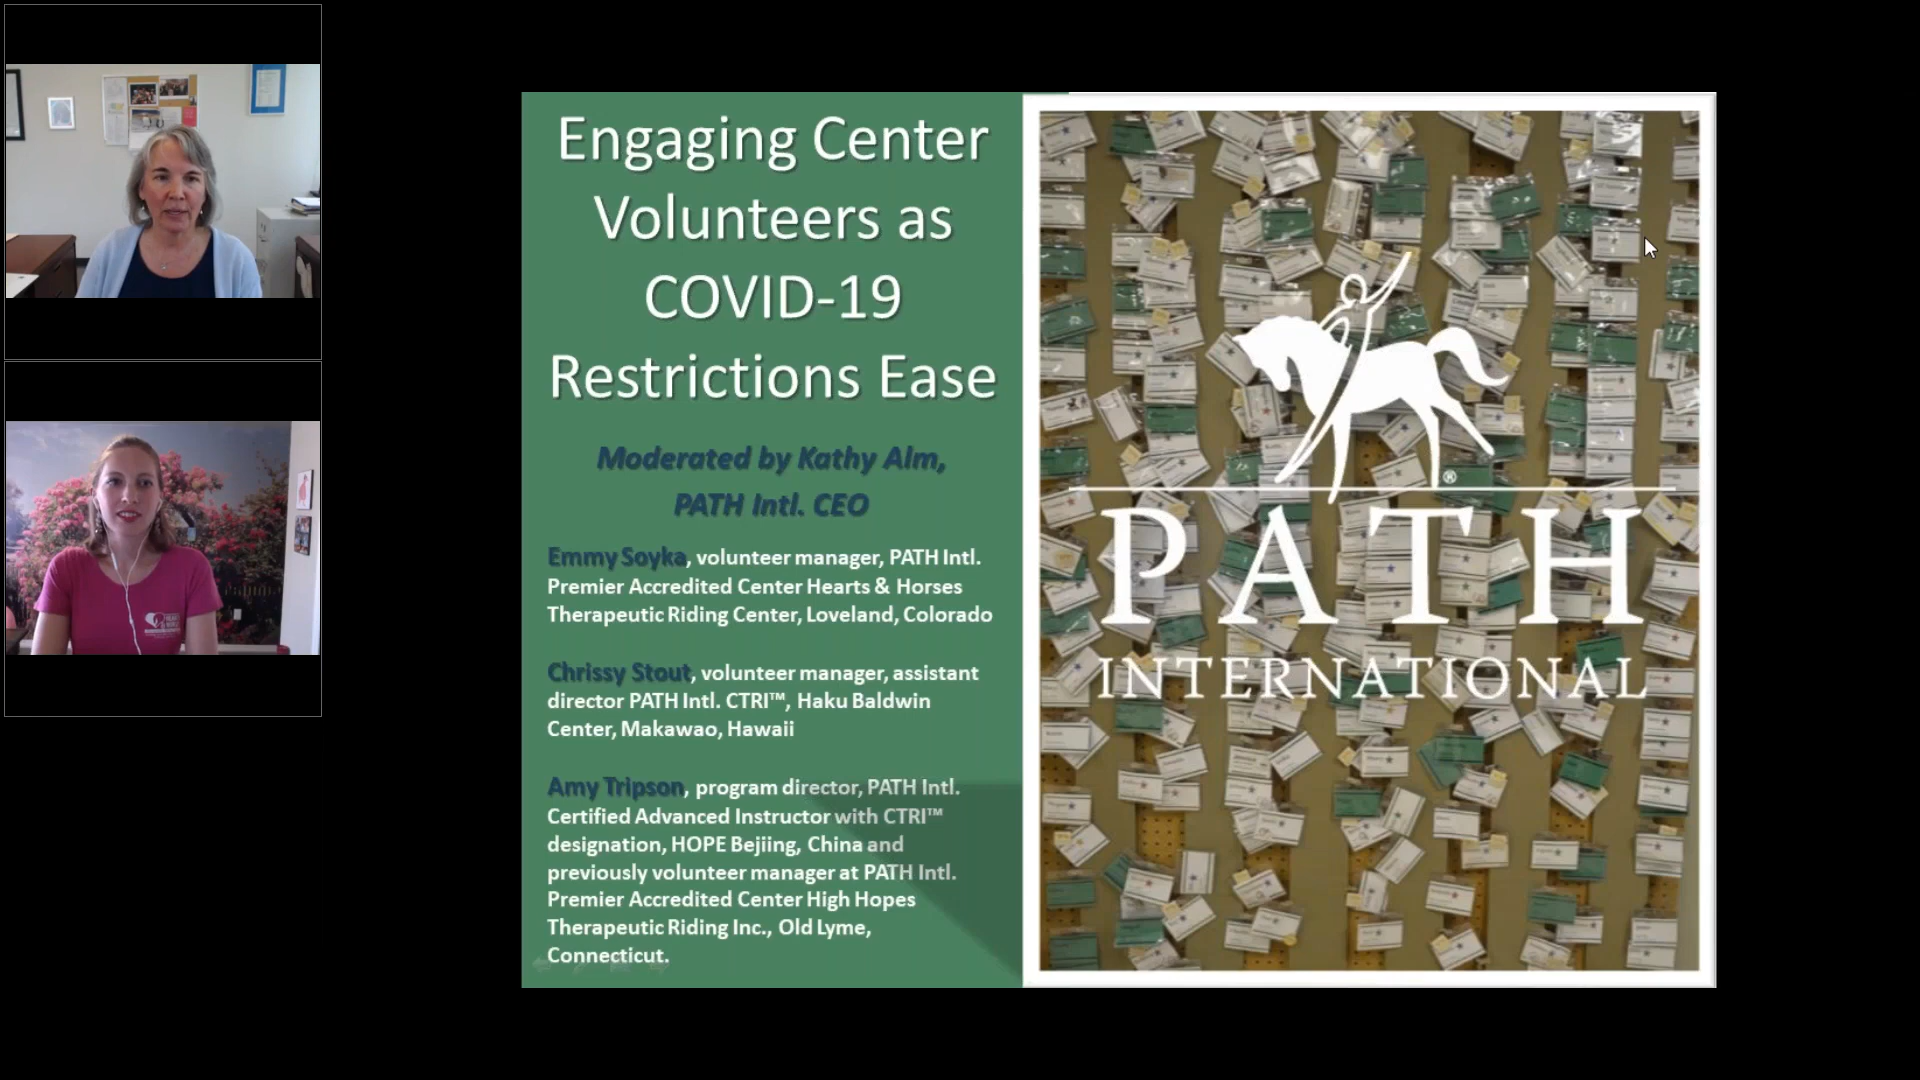 Engaging Center
Volunteers as
COVID-19
Restrictions Ease
Moderated by Kathy Alm,
PATH Intl. CEO
Emmy Soyka, volunteer manager, PATH Intl.
Premier Accredited Center Hearts & Horses
Therapeutic Riding Center, Loveland, Colorado
Chrissy Stout, volunteer manager, assistant
director PATH Intl. CTRI™, Haku Baldwin
Center, Makawao, Hawaii
Amy Tripson, program director, PATH Intl.
Certified Advanced Instructor with CTRI™
designation, HOPE Bejiing, China and
previously volunteer manager at PATH Intl.
Premier Accredited Center High Hopes
Therapeutic Riding Inc., Old Lyme,
Connecticut.
®
PATH
INTERNATIONAL